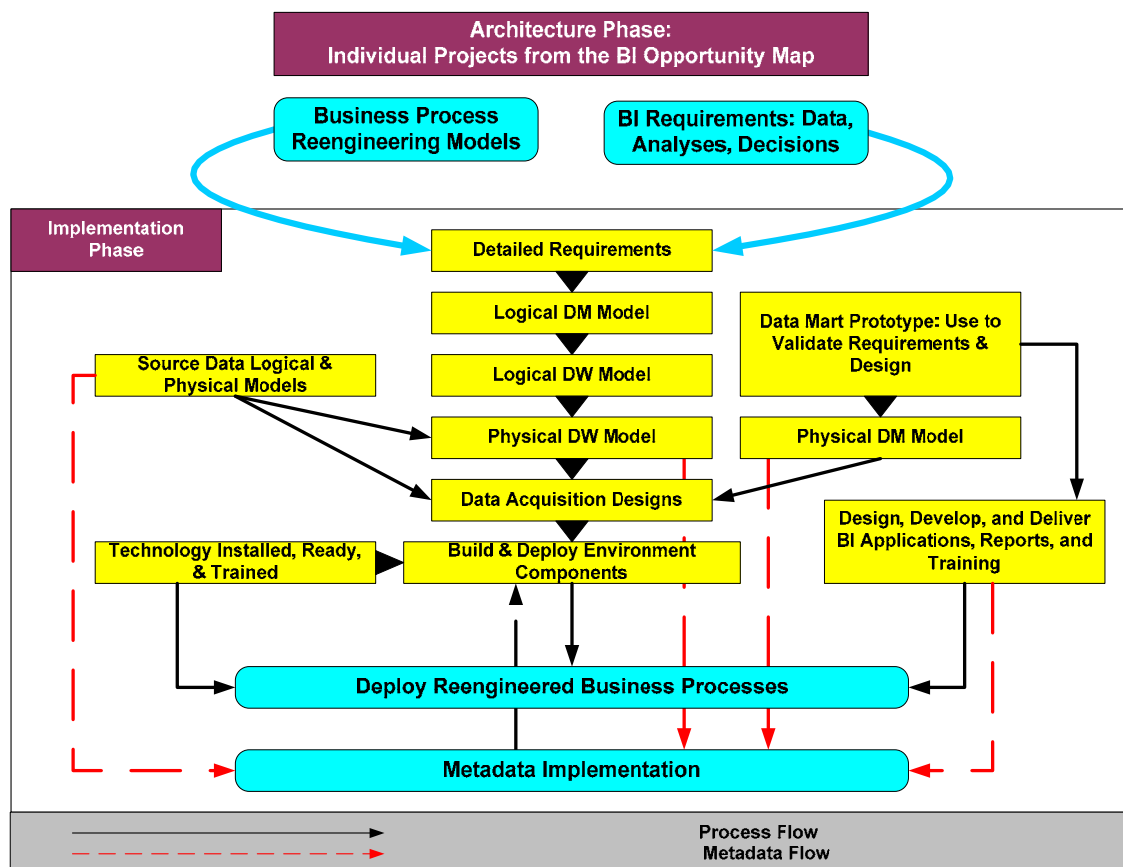 Architecture Phase:
Individual Projects from the BI Opportunity Map
Business Process
Reengineering Models
BI Requirements: Data,
Analyses, Decisions
Implementation
Phase
Detailed Requirements
Logical DM Model
Data Mart Prototype: Use to
Validate Requirements &
Design
Source Data Logical &
Physical Models
Logical DW Model
Physical DW Model
Physical DM Model
Data Acquisition Designs
Technology Installed, Ready,
& Trained
Build & Deploy Environment
Components
Design, Develop, and Deliver
BI Applications, Reports, and
Training
Deploy Reengineered Business Processes
Metadata Implementation
Process Flow
Metadata Flow